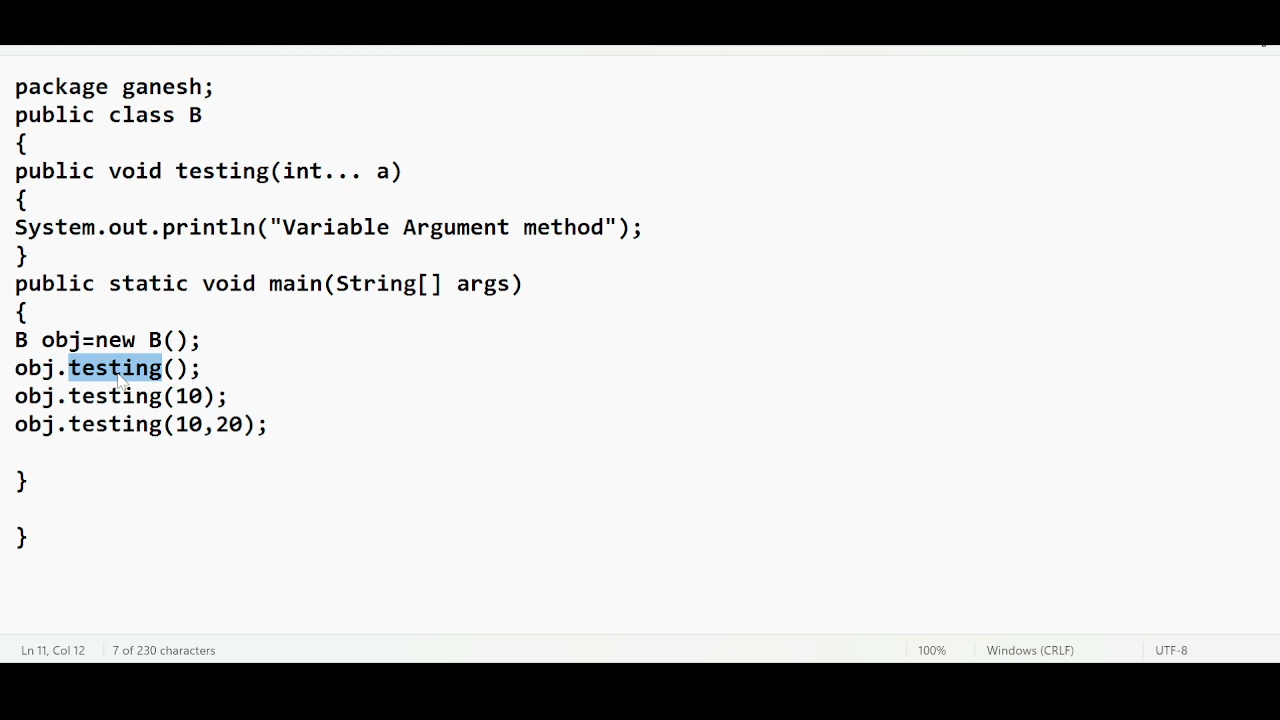 package ganesh;
public class B
{
public void testing(int... a)
{
System.out.println("Variable Argument method");
}
public static void main(String[] args)
{
B obj=new B();
obj.testing();
obj.testing(10);
obj.testing(10,20);
}
}
Ln 11, Col 12 7 of 230 characters 100% Windows (CRLF) UTF-8